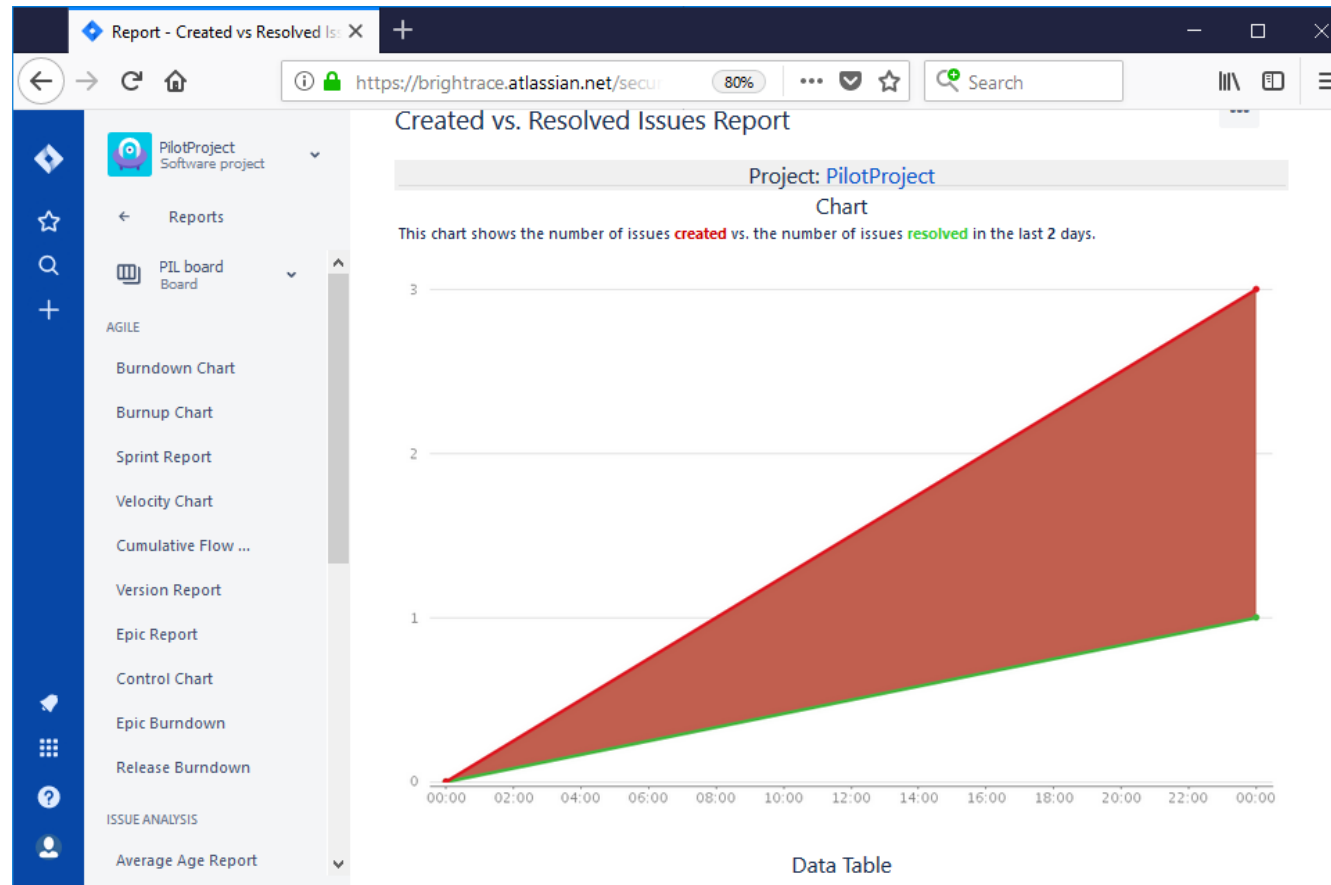 Report - Created vs Resolved Iss
https://brightrace.atlassian.net/secu
80%
Search
PilotProject
Software project
Reports
PIL board
Board
AGILE
Burndown Chart
Burnup Chart
Sprint Report
Velocity Chart
Cumulative Flow ...
Version Report
Epic Report
Control Chart
Epic Burndown
Release Burndown
ISSUE ANALYSIS
Average Age Report
Created vs. Resolved Issues Report
Project: PilotProject
Chart
This chart shows the number of issues created vs. the number of issues resolved in the last 2 days.
3
2
1
0
00:00 02:00 04:00 06:00 08:00 10:00 12:00 14:00 16:00 18:00 20:00 22:00 00:00
Data Table